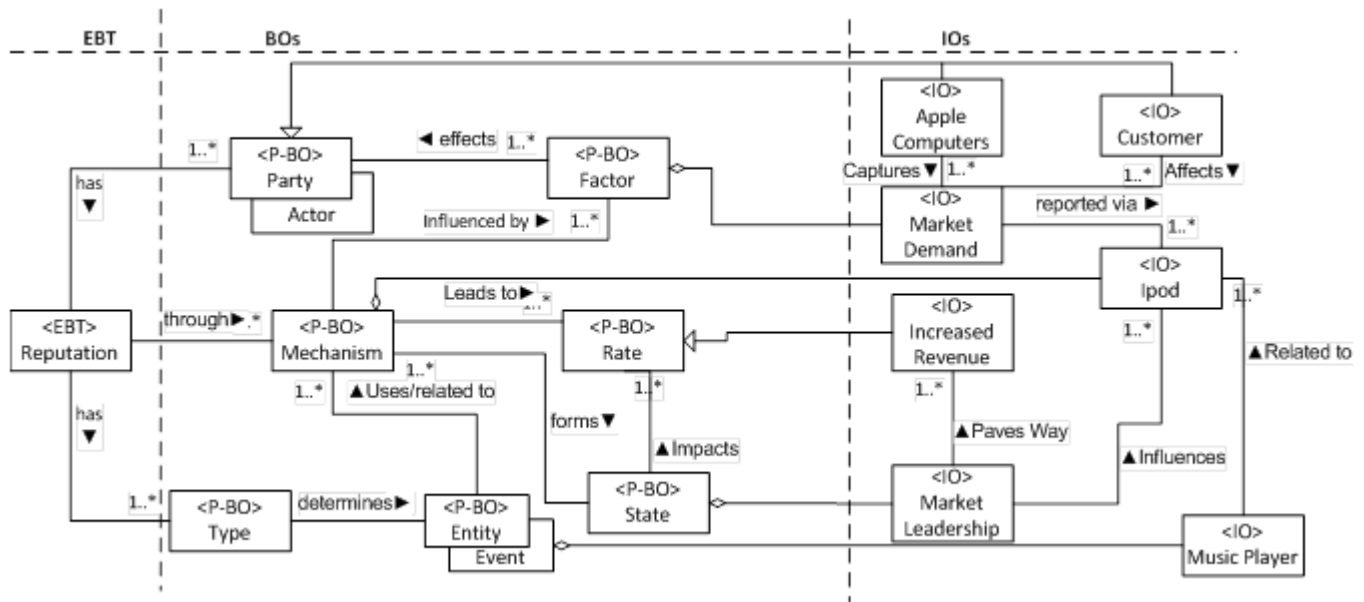 EBT
BOs
IOs
<IO>
Apple
Computers
<IO>
Customer
1..*
◄ effects
1..*
<P-BO>
Party
Actor
<P-BO>
Factor
Captures▼
1..*
1..*
Affects▼
has
▼
Influenced by ►
1..*
<IO>
Market
Demand
reported via ►
1..*
<IO>
Ipod
Leads to►
1..*
1..*
<EBT>
Reputation
through►
.*
<P-BO>
Mechanism
<P-BO>
Rate
<IO>
Increased
Revenue
1..*
▲Related to
1..*
1..*
▲Uses/related to
1..*
1..*
has
▼
forms▼
▲Impacts
▲Paves Way
▲Influences
1..*
<P-BO>
Type
determines►
<P-BO>
Entity
Event
<P-BO>
State
<IO>
Market
Leadership
<IO>
Music Player